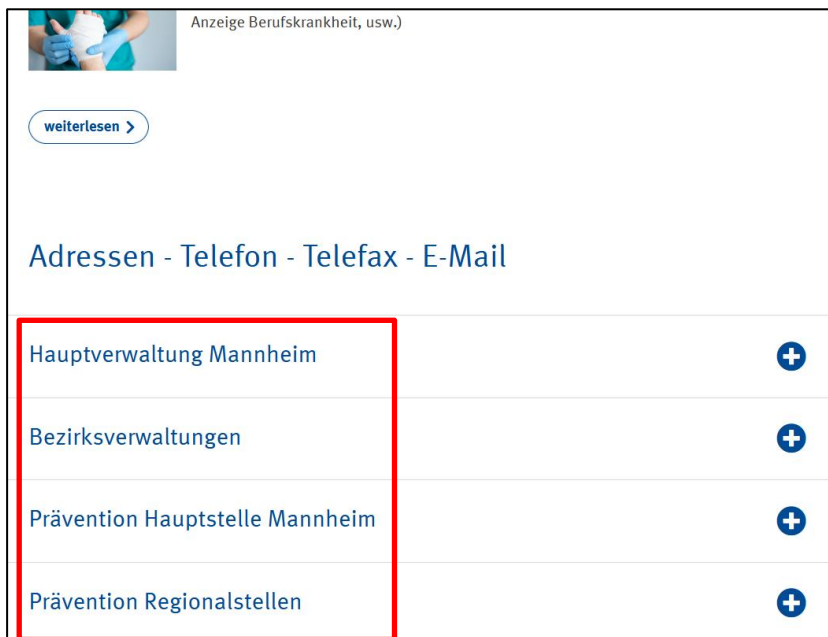 Anzeige Berufskrankheit, usw.)
weiterlesen
Adressen - Telefon - Telefax - E-Mail
Hauptverwaltung Mannheim
Bezirksverwaltungen
Prävention Hauptstelle Mannheim
Prävention Regionalstellen